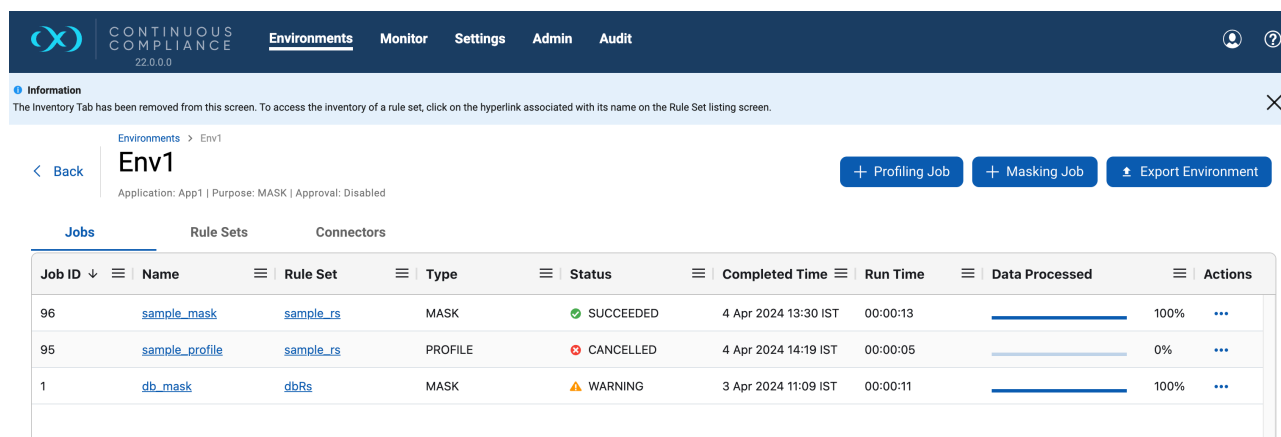 CONTINUOUS
COMPLIANCE
22.0.0.0
Environments Monitor Settings Admin Audit
Information
The Inventory Tab has been removed from this screen. To access the inventory of a rule set, click on the hyperlink associated with its name on the Rule Set listing screen.
Environments > Env1
Back
Env1
Application: App1 | Purpose: MASK | Approval: Disabled
+ Profiling Job + Masking Job Export Environment
Jobs Rule Sets Connectors
Job ID Name Rule Set Type Status Completed Time Run Time Data Processed Actions
96 sample_mask sample_rs MASK SUCCEEDED 4 Apr 2024 13:30 IST 00:00:13 100% •••
95 sample_profile sample_rs PROFILE CANCELLED 4 Apr 2024 14:19 IST 00:00:05 0% •••
1 db_mask dbRs MASK WARNING 3 Apr 2024 11:09 IST 00:00:11 100% •••